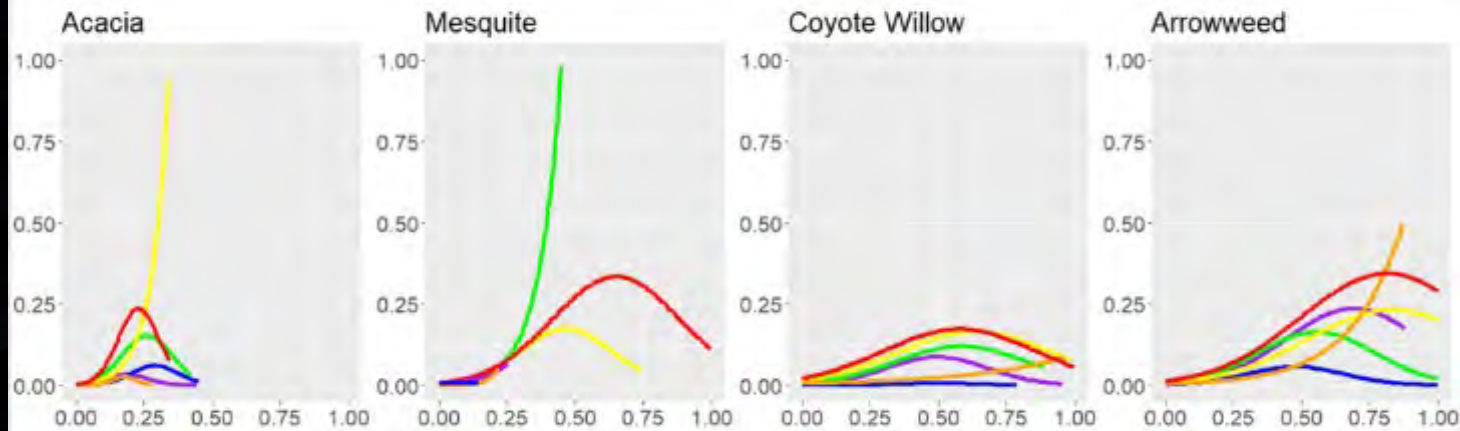 Acacia Mesquite Coyote Willow Arrowweed
1.00 1.00 1.00 1.00
0.75 0.75 0.75 0.75
0.50 0.50 0.50 0.50
0.25 0.25 0.25 0.25
0.00 0.00 0.00 0.00
0.00 0.25 0.50 0.75 1.00 0.00 0.25 0.50 0.75 1.00 0.00 0.25 0.50 0.75 1.00 0.00 0.25 0.50 0.75 1.00